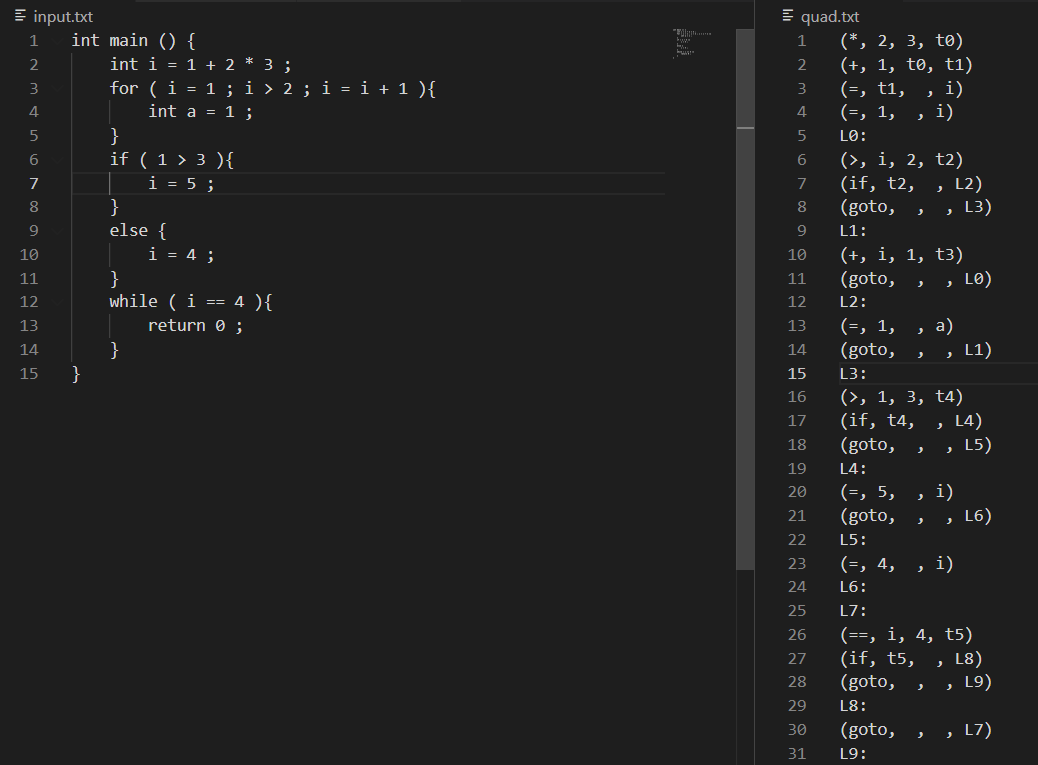 input.txt
1 int main () {
2 int i = 1 + 2 * 3 ;
3 for ( i = 1 ; i > 2 ; i = i + 1 ){
4 int a = 1 ;
5 }
6 if ( 1 > 3 ){
7 i = 5 ;
8 }
9 else {
10 i = 4 ;
11 }
12 while ( i == 4 ){
13 return 0 ;
14 }
15 }
quad.txt
1 (*, 2, 3, t0)
2 (+, 1, t0, t1)
3 (=, t1,  , i)
4 (=, 1,  , i)
5 L0:
6 (>, i, 2, t2)
7 (if, t2,  , L2)
8 (goto,  ,  , L3)
9 L1:
10 (+, i, 1, t3)
11 (goto,  ,  , L0)
12 L2:
13 (=, 1,  , a)
14 (goto,  ,  , L1)
15 L3:
16 (>, 1, 3, t4)
17 (if, t4,  , L4)
18 (goto,  ,  , L5)
19 L4:
20 (=, 5,  , i)
21 (goto,  ,  , L6)
22 L5:
23 (=, 4,  , i)
24 L6:
25 L7:
26 (==, i, 4, t5)
27 (if, t5,  , L8)
28 (goto,  ,  , L9)
29 L8:
30 (goto,  ,  , L7)
31 L9: